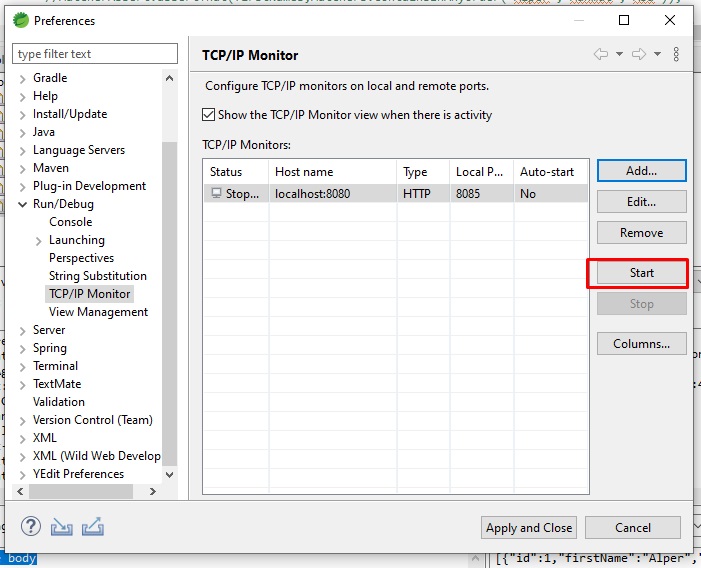 Preferences
type filter text
Gradle
Help
Install/Update
Java
Language Servers
Maven
Plug-in Development
Run/Debug
Console
Launching
Perspectives
String Substitution
TCP/IP Monitor
View Management
Server
Spring
Terminal
TextMate
Validation
Version Control (Team)
XML
XML (Wild Web Develop
YEdit Preferences
TCP/IP Monitor
Configure TCP/IP monitors on local and remote ports.
Show the TCP/IP Monitor view when there is activity
TCP/IP Monitors:
Status Host name Type Local P... Auto-start
Stop... localhost:8080 HTTP 8085 No
Add...
Edit...
Remove
Start
Stop
Columns...
Apply and Close Cancel
body
[{"id":1,"firstName":"Alper","